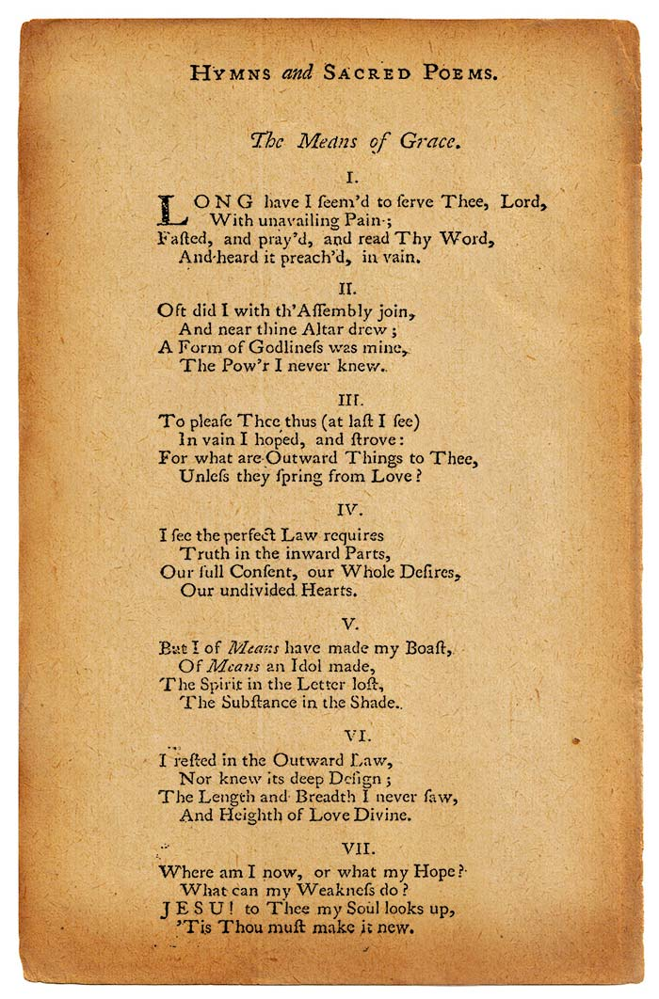 HYMNS and SACRED POEMS.
The Means of Grace.
I.
LONG have I ſeem'd to ſerve Thee, Lord,
With unavailing Pain;
Faſted, and pray'd, and read Thy Word,
And heard it preach'd, in vain.
II.
Oft did I with th'Aſſembly join,
And near thine Altar drew;
A Form of Godlineſs was mine,
The Pow'r I never knew.
III.
To pleaſe Thee thus (at laſt I ſee)
In vain I hoped, and ſtrove:
For what are Outward Things to Thee,
Unleſs they ſpring from Love?
IV.
I ſee the perfect Law requires
Truth in the inward Parts,
Our full Conſent, our Whole Deſires,
Our undivided Hearts.
V.
But I of Means have made my Boaſt,
Of Means an Idol made,
The Spirit in the Letter loſt,
The Subſtance in the Shade.
VI.
I reſted in the Outward Law,
Nor knew its deep Deſign;
The Length and Breadth I never ſaw,
And Heighth of Love Divine.
VII.
Where am I now, or what my Hope?
What can my Weakneſs do?
JESU! to Thee my Soul looks up,
'Tis Thou muſt make it new.